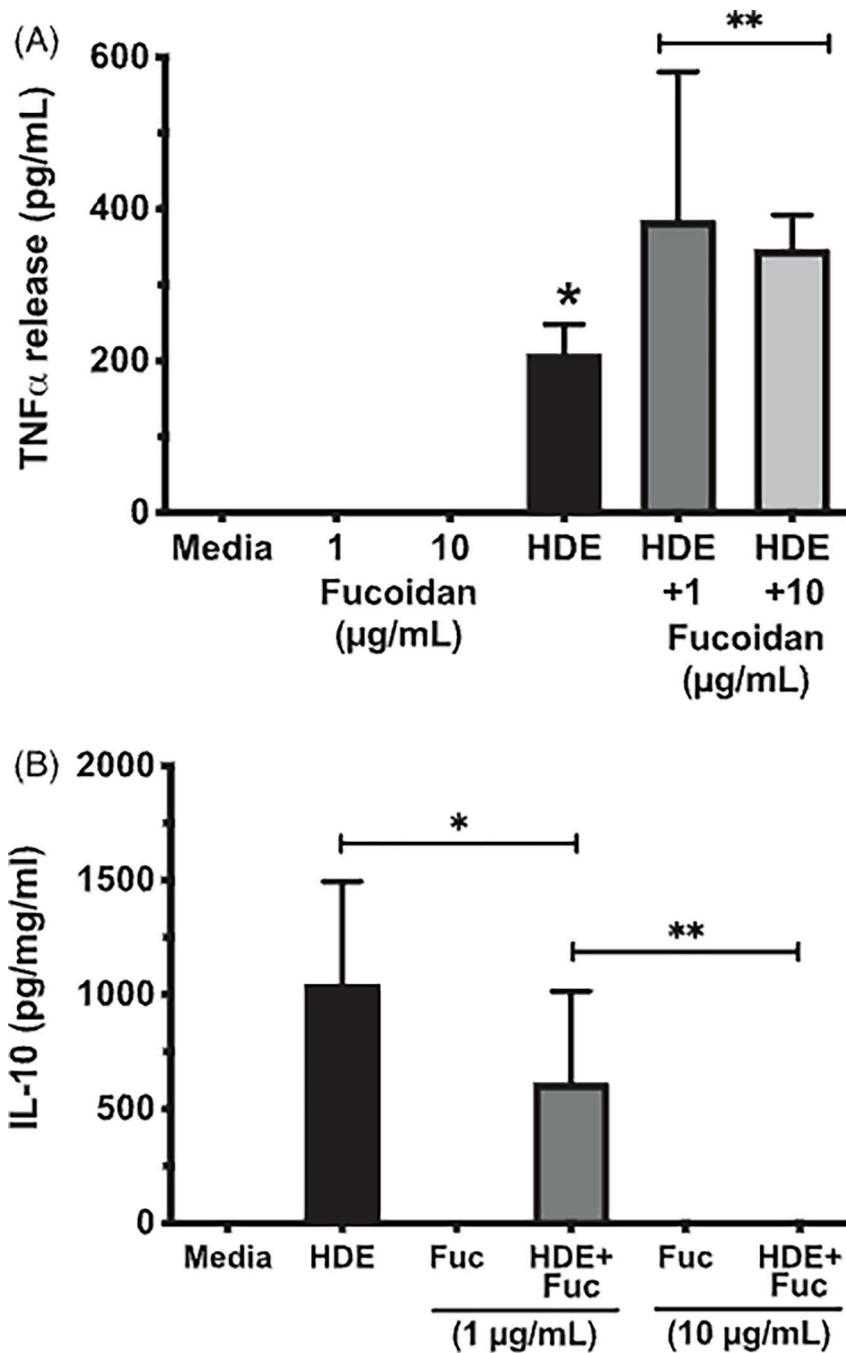 (A)
**
TNFα release (pg/mL)
600
400
200
0
*
Media 1 10 HDE HDE HDE
+1 +10
Fucoidan Fucoidan
(µg/mL) (µg/mL)
(B)
IL-10 (pg/mg/ml)
2000
1500
1000
500
0
*
**
Media HDE Fuc HDE+ Fuc HDE+
Fuc Fuc
(1 µg/mL) (10 µg/mL)